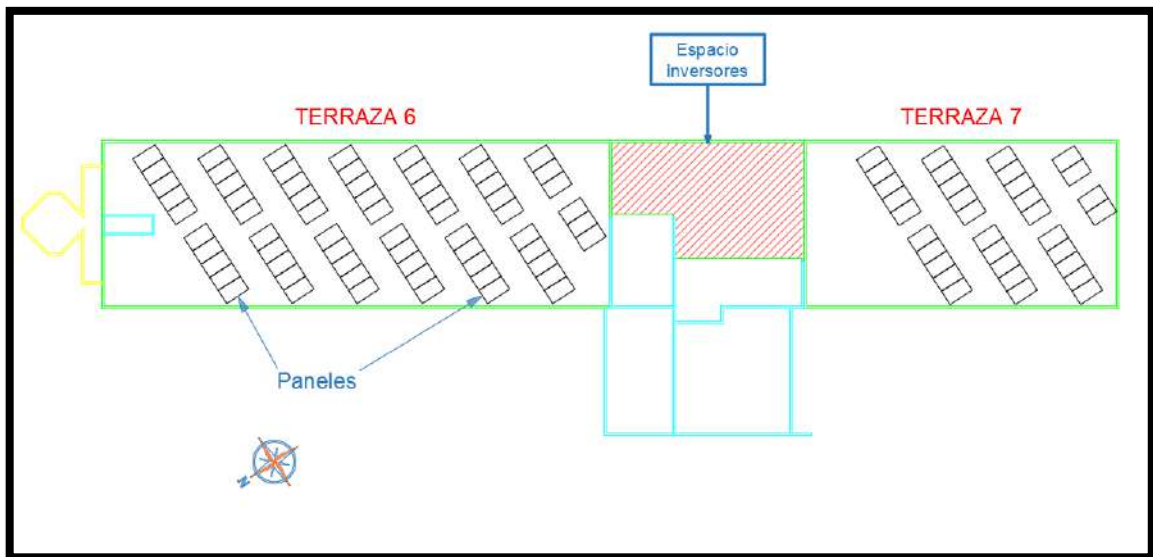 Espacio
Inversores
TERRAZA 6
TERRAZA 7
Paneles
N